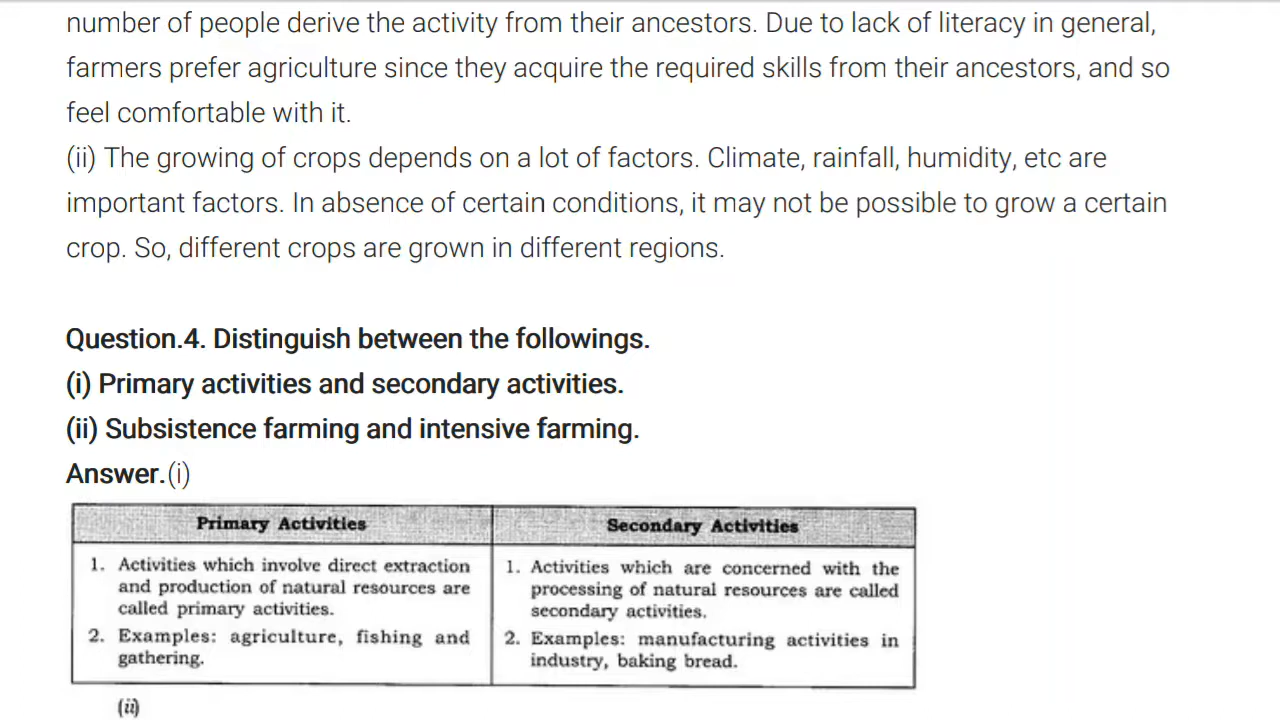 number of people derive the activity from their ancestors. Due to lack of literacy in general,
farmers prefer agriculture since they acquire the required skills from their ancestors, and so
feel comfortable with it.
(ii) The growing of crops depends on a lot of factors. Climate, rainfall, humidity, etc are
important factors. In absence of certain conditions, it may not be possible to grow a certain
crop. So, different crops are grown in different regions.
Question.4. Distinguish between the followings.
(i) Primary activities and secondary activities.
(ii) Subsistence farming and intensive farming.
Answer.(i)
Primary Activities
1. Activities which involve direct extraction
and production of natural resources are
called primary activities.
2. Examples: agriculture, fishing and
gathering.
Secondary Activities
1. Activities which are concerned with the
processing of natural resources are called
secondary activities.
2. Examples: manufacturing activities in
industry, baking bread.
(ii)